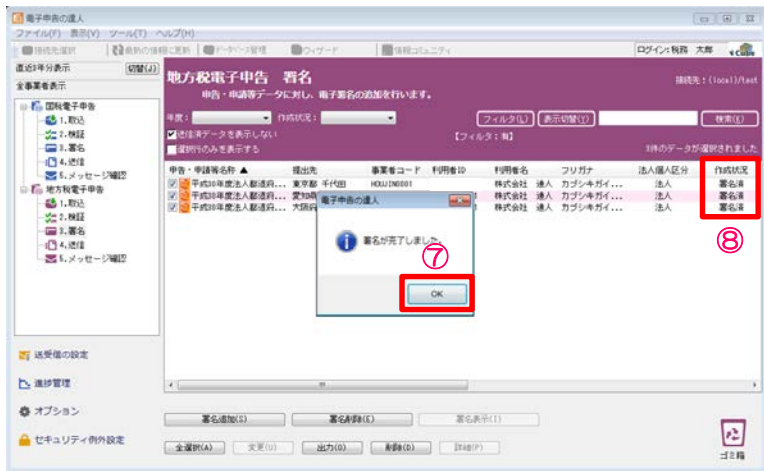 電子申告の達人
ファイル(F) 表示(V) ツール(T) ヘルプ(H)
接続先選択 最新の情報に更新 データベース管理 ウィザード 情報コミュニティ ログイン:税務 太郎
直近3年分表示 切替(J)
全事業者表示
国税電子申告
1.取込
2.検証
3.署名
4.送信
5.メッセージ確認
地方税電子申告
1.取込
2.検証
3.署名
4.送信
5.メッセージ確認
送受信の設定
進捗管理
オプション
セキュリティ例外設定
地方税電子申告 署名
接続先:(local)/test
申告・申請等データに対し、電子署名の追加を行います。
年度: 作成状況: フィルタ(L) 表示切替(Y) 検索(K)
送信済データを表示しない 【フィルタ:無】
選択行のみを表示する 3件のデータが選択されました
申告・申請等名称 ▲ 提出先 事業者コード 利用者ID 利用者名 フリガナ 法人個人区分 作成状況
平成30年度法人都道府... 東京都 千代田 HOUJIN0001 株式会社 達人 カブシキガイ... 法人 署名済
平成30年度法人都道府... 愛知県 株式会社 達人 カブシキガイ... 法人 署名済
平成30年度法人都道府... 大阪府 株式会社 達人 カブシキガイ... 法人 署名済
電子申告の達人
署名が完了しました。
⑦
OK
⑧
署名追加(S) 署名削除(E) 署名表示(I)
全選択(A) 変更(U) 出力(O) 削除(D) 詳細(P)
ゴミ箱